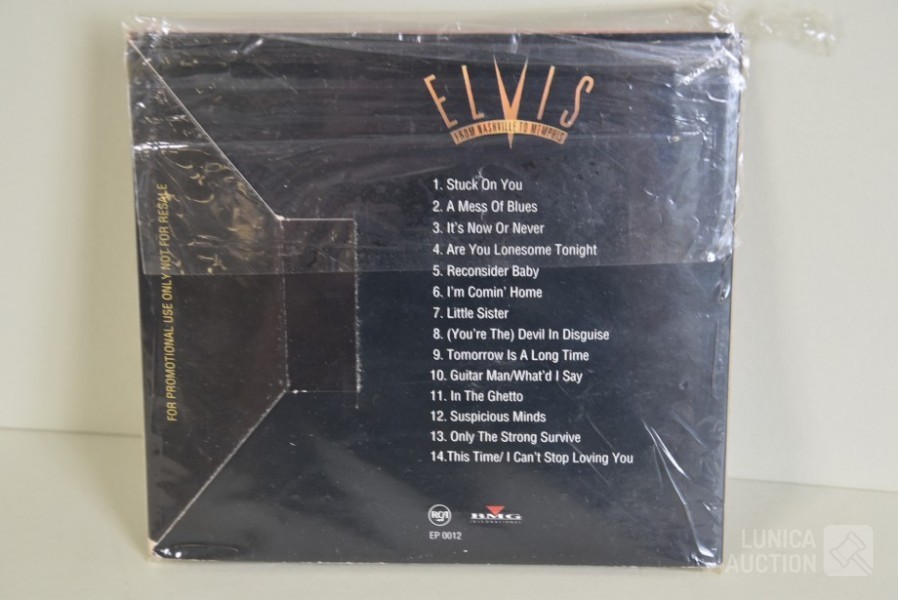 ELVIS
FROM NASHVILLE TO MEMPHIS
1. Stuck On You
2. A Mess Of Blues
3. It's Now Or Never
4. Are You Lonesome Tonight
5. Reconsider Baby
6. I'm Comin' Home
7. Little Sister
8. (You're The) Devil In Disguise
9. Tomorrow Is A Long Time
10. Guitar Man/What'd I Say
11. In The Ghetto
12. Suspicious Minds
13. Only The Strong Survive
14.This Time/ I Can't Stop Loving You
FOR PROMOTIONAL USE ONLY NOT FOR RESALE
RCA
BMG
INTERNATIONAL
EP 0012
LUNICA
AUCTION